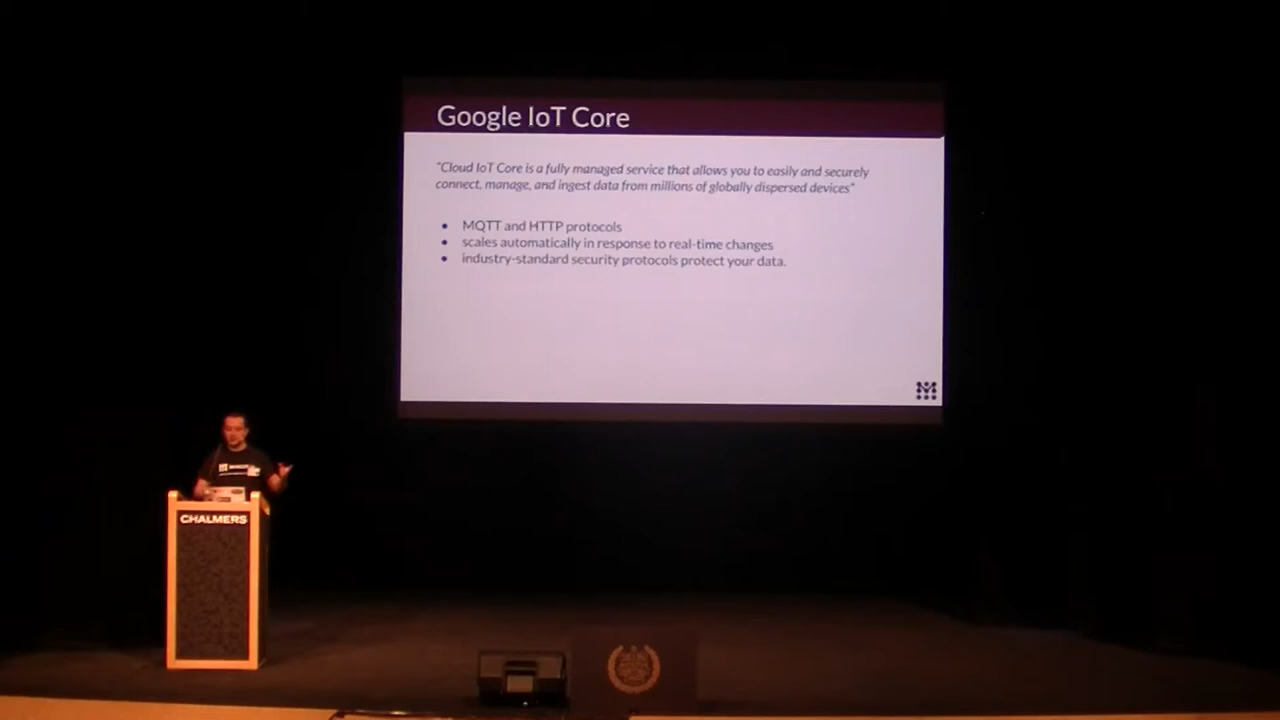 Google IoT Core
"Cloud IoT Core is a fully managed service that allows you to easily and securely
connect, manage, and ingest data from millions of globally dispersed devices"
• MQTT and HTTP protocols
• scales automatically in response to real-time changes
• industry-standard security protocols protect your data.
CHALMERS